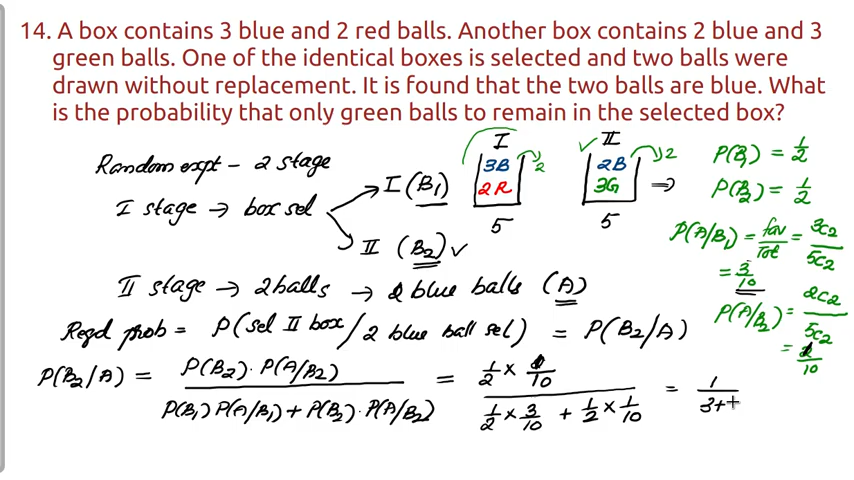 14. A box contains 3 blue and 2 red balls. Another box contains 2 blue and 3
green balls. One of the identical boxes is selected and two balls were
drawn without replacement. It is found that the two balls are blue. What
is the probability that only green balls to remain in the selected box?
Random expt - 2 stage
I stage → box sel
I (B₁)
II (B₂) ✓
I
3B
2R
5
2
✓ II
2B
3G
5
2
⇒
P(B₁) = 1/2
P(B₂) = 1/2
P(A/B₁) = fav/Tot = 3C2/5C2
= 3/10
P(A/B₂) = 2C2/5C2
= 1/10
II stage → 2 balls → 2 blue balls (A)
Reqd prob = P(sel II box / 2 blue ball sel) = P(B₂/A)
P(B₂/A) = P(B₂) · P(A/B₂) / P(B₁) P(A/B₁) + P(B₂) · P(A/B₂) = 1/2 × 1/10 / 1/2 × 3/10 + 1/2 × 1/10 = 1/3+